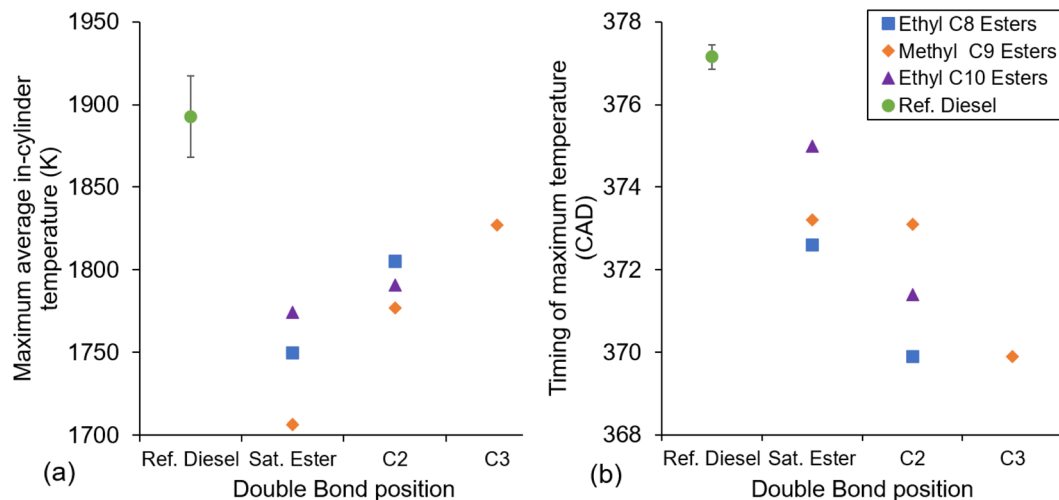 Maximum average in-cylinder
temperature (K)
1950
1900
1850
1800
1750
1700
Ref. Diesel
Sat. Ester
C2
C3
(a)
Double Bond position
Timing of maximum temperature
(CAD)
378
376
374
372
370
368
Ref. Diesel
Sat. Ester
C2
C3
(b)
Double Bond position
Ethyl C8 Esters
Methyl C9 Esters
Ethyl C10 Esters
Ref. Diesel